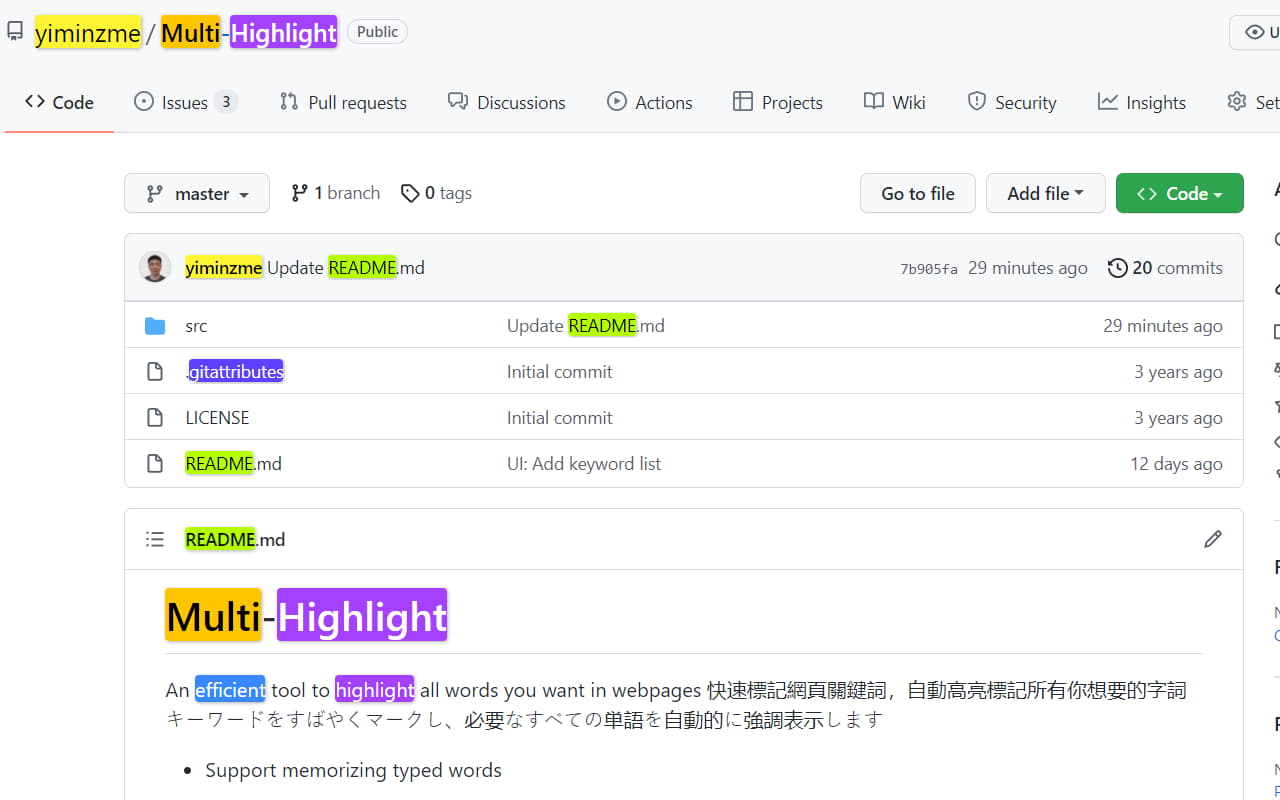 yiminzme / Multi-Highlight Public
Code Issues 3 Pull requests Discussions Actions Projects Wiki Security Insights
master 1 branch 0 tags Go to file Add file Code
yiminzme Update README.md 7b905fa 29 minutes ago 20 commits
src Update README.md 29 minutes ago
.gitattributes Initial commit 3 years ago
LICENSE Initial commit 3 years ago
README.md UI: Add keyword list 12 days ago
README.md
Multi-Highlight
An efficient tool to highlight all words you want in webpages 快速標記網頁關鍵詞，自動高亮標記所有你想要的字詞
キーワードをすばやくマークし、必要なすべての単語を自動的に強調表示します
Support memorizing typed words